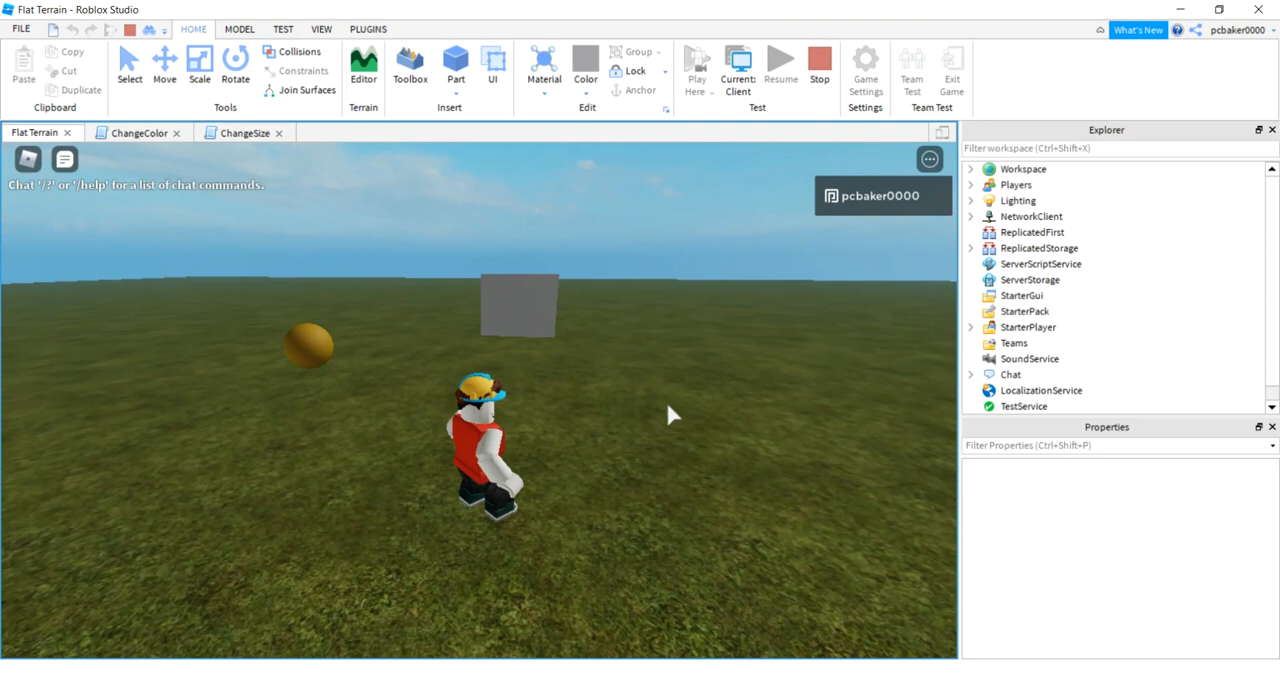 Flat Terrain - Roblox Studio
FILE HOME MODEL TEST VIEW PLUGINS What's New pcbaker0000
Paste Copy Cut Duplicate
Clipboard
Select Move Scale Rotate
Collisions
Constraints
Join Surfaces
Tools
Editor
Terrain
Toolbox Part UI
Insert
Material Color Group Lock Anchor
Edit
Play Here Current: Client Resume Stop
Test
Game Settings
Settings
Team Test Exit Game
Team Test
Flat Terrain ChangeColor ChangeSize
Chat '/?' or '/help' for a list of chat commands.
pcbaker0000
Explorer
Filter workspace (Ctrl+Shift+X)
Workspace
Players
Lighting
NetworkClient
ReplicatedFirst
ReplicatedStorage
ServerScriptService
ServerStorage
StarterGui
StarterPack
StarterPlayer
Teams
SoundService
Chat
LocalizationService
TestService
Properties
Filter Properties (Ctrl+Shift+P)